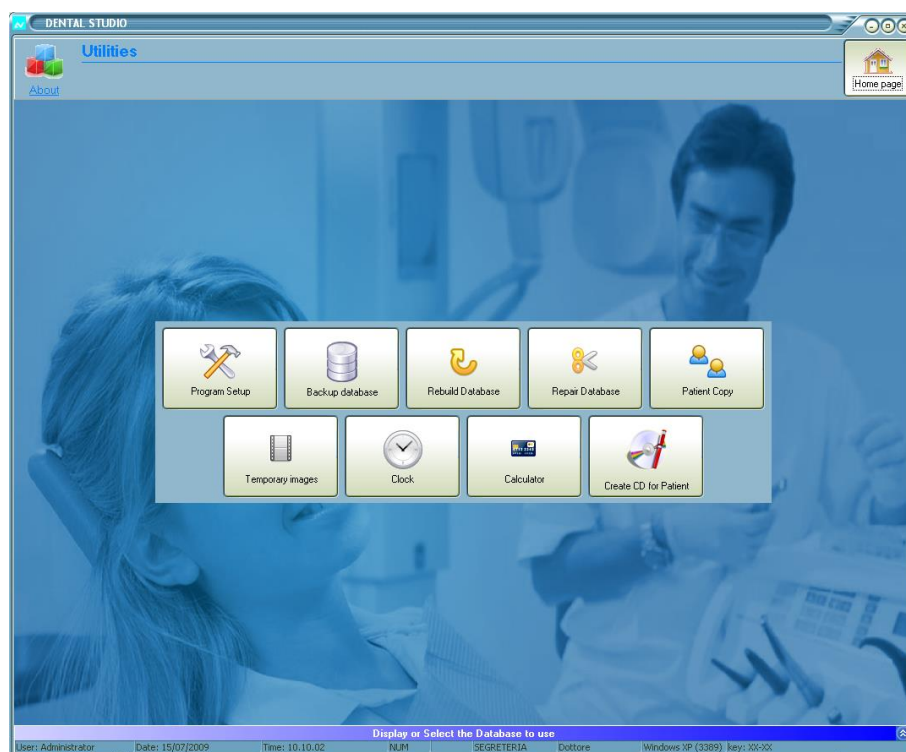 DENTAL STUDIO
Utilities
About
Home page
Program Setup
Backup database
Rebuild Database
Repair Database
Patient Copy
Temporary images
Clock
Calculator
Create CD for Patient
Display or Select the Database to use
User: Administrator Date: 15/07/2009 Time: 10.10.02 NUM SEGRETERIA Dottore Windows XP (3389) key: XX-XX